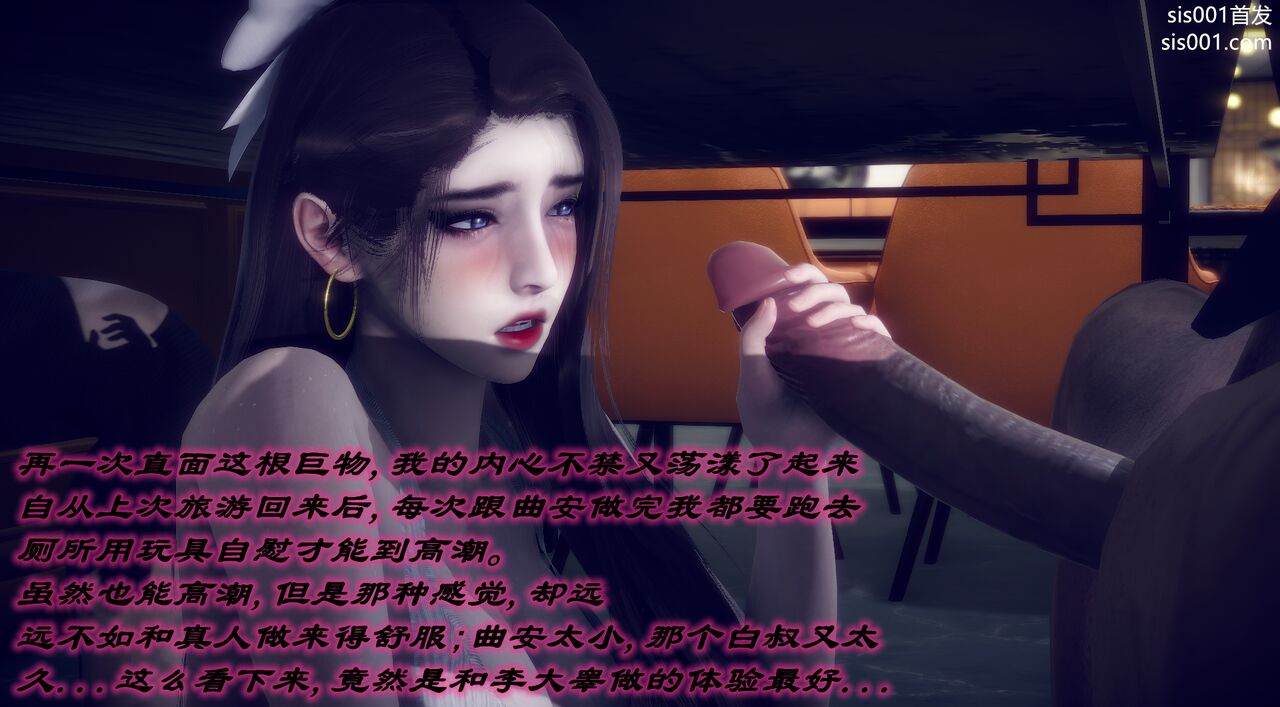 sis001首发
sis001.com
再一次直面这根巨物,我的内心不禁又荡漾了起来
自从上次旅游回来后,每次跟曲安做完我都要跑去
厕所用玩具自慰才能到高潮。
虽然也能高潮,但是那种感觉,却远
远不如和真人做来得舒服;曲安太小,那个白叔又太
久...这么看下来,竟然是和李大睾做的体验最好...